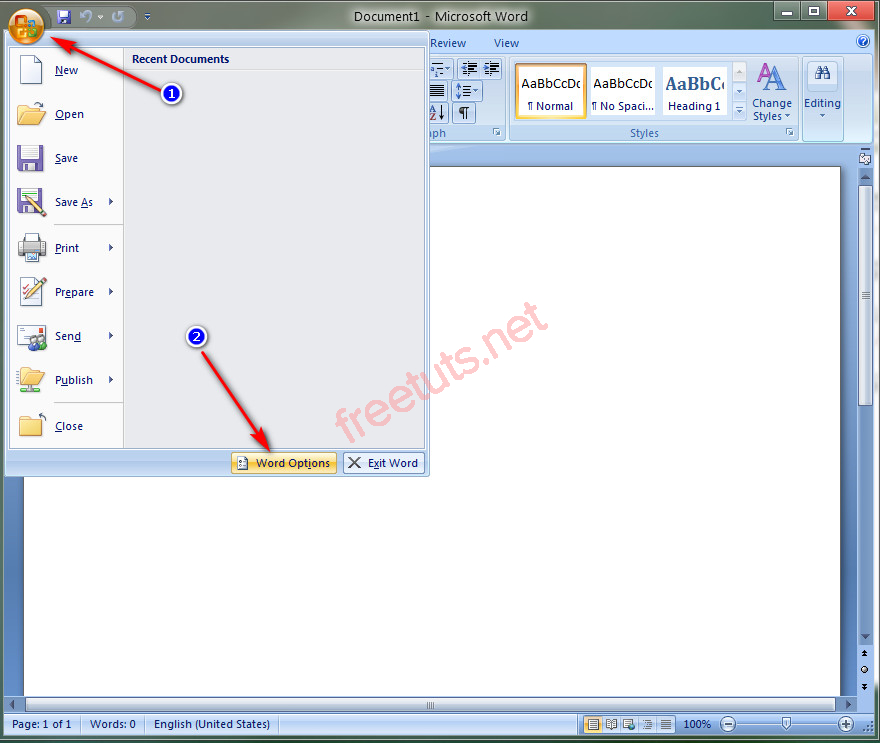 Document1 - Microsoft Word
Review View
Recent Documents
1
New
Open
Save
Save As
Print
Prepare
Send
Publish
Close
2
Word Options Exit Word
AaBbCcDc AaBbCcDc AaBbCc
¶ Normal ¶ No Spaci... Heading 1
Change
Styles
Editing
aph
Styles
freetuts.net
Page: 1 of 1 Words: 0 English (United States) 100%